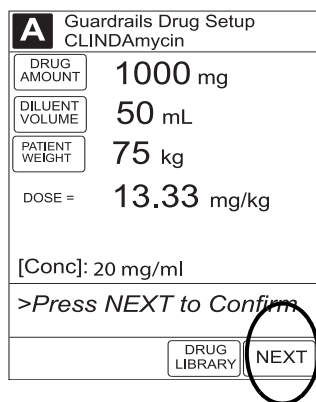 A Guardrails Drug Setup
CLINDAmycin
DRUG
AMOUNT 1000 mg
DILUENT
VOLUME 50 mL
PATIENT
WEIGHT 75 kg
DOSE = 13.33 mg/kg
[Conc]: 20 mg/ml
>Press NEXT to Confirm
DRUG
LIBRARY NEXT